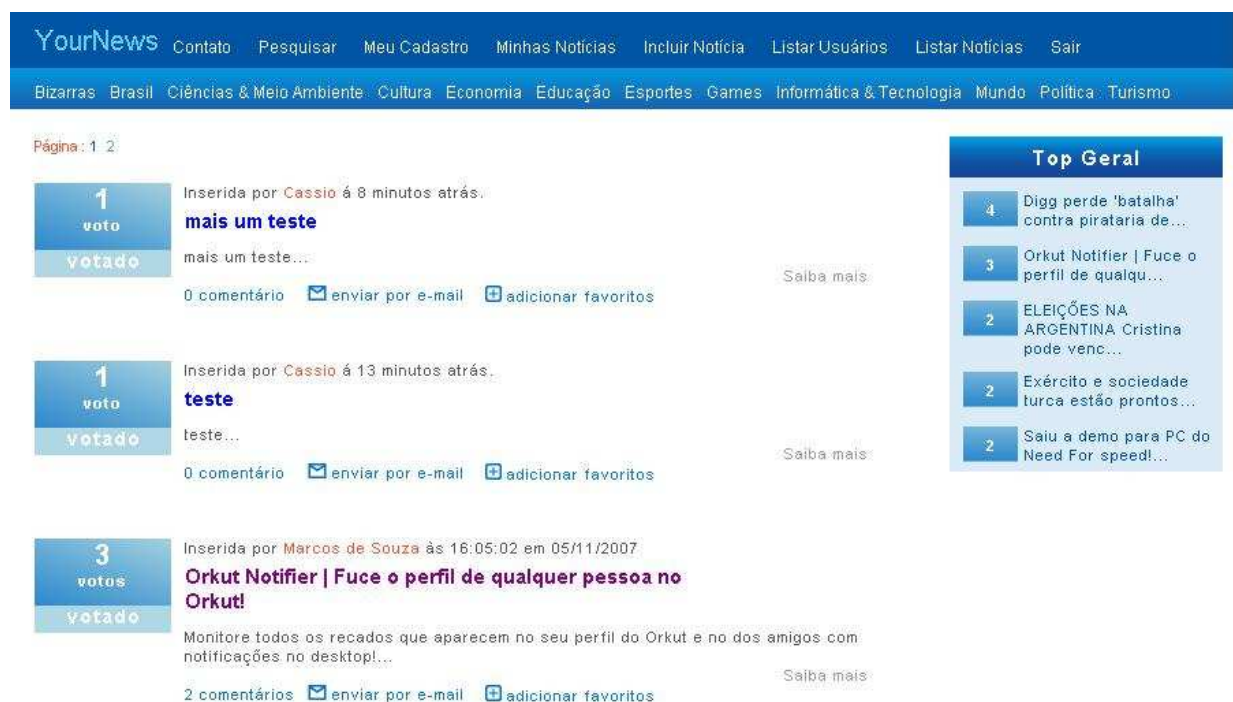 YourNews Contato Pesquisar Meu Cadastro Minhas Notícias Incluir Notícia Listar Usuários Listar Notícias Sair
Bizarras Brasil Ciências & Meio Ambiente Cultura Economia Educação Esportes Games Informática & Tecnologia Mundo Política Turismo
Página : 1 2
1
voto
votado
Inserida por Cassio á 8 minutos atrás.
mais um teste
mais um teste...
Saiba mais
0 comentário enviar por e-mail adicionar favoritos
1
voto
votado
Inserida por Cassio á 13 minutos atrás.
teste
teste...
Saiba mais
0 comentário enviar por e-mail adicionar favoritos
3
votos
votado
Inserida por Marcos de Souza às 16:05:02 em 05/11/2007
Orkut Notifier | Fuce o perfil de qualquer pessoa no
Orkut!
Monitore todos os recados que aparecem no seu perfil do Orkut e no dos amigos com
notificações no desktop!...
Saiba mais
2 comentários enviar por e-mail adicionar favoritos
Top Geral
4 Digg perde 'batalha'
contra pirataria de...
3 Orkut Notifier | Fuce o
perfil de qualqu...
2 ELEIÇÕES NA
ARGENTINA Cristina
pode venc...
2 Exército e sociedade
turca estão prontos...
2 Saiu a demo para PC do
Need For speed!...